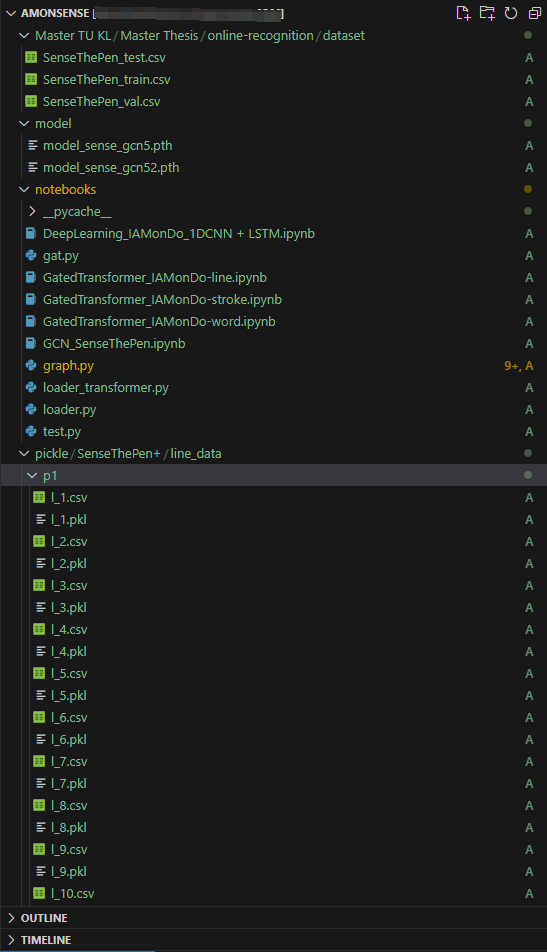 AMONSENSE [
Master TU KL / Master Thesis / online-recognition / dataset
SenseThePen_test.csv A
SenseThePen_train.csv A
SenseThePen_val.csv A
model
model_sense_gcn5.pth A
model_sense_gcn52.pth A
notebooks
__pycache__
DeepLearning_IAMonDo_1DCNN + LSTM.ipynb A
gat.py A
GatedTransformer_IAMonDo-line.ipynb A
GatedTransformer_IAMonDo-stroke.ipynb A
GatedTransformer_IAMonDo-word.ipynb A
GCN_SenseThePen.ipynb A
graph.py 9+, A
loader_transformer.py A
loader.py A
test.py A
pickle / SenseThePen+ / line_data
p1
l_1.csv A
l_1.pkl A
l_2.csv A
l_2.pkl A
l_3.csv A
l_3.pkl A
l_4.csv A
l_4.pkl A
l_5.csv A
l_5.pkl A
l_6.csv A
l_6.pkl A
l_7.csv A
l_7.pkl A
l_8.csv A
l_8.pkl A
l_9.csv A
l_9.pkl A
l_10.csv A
OUTLINE
TIMELINE